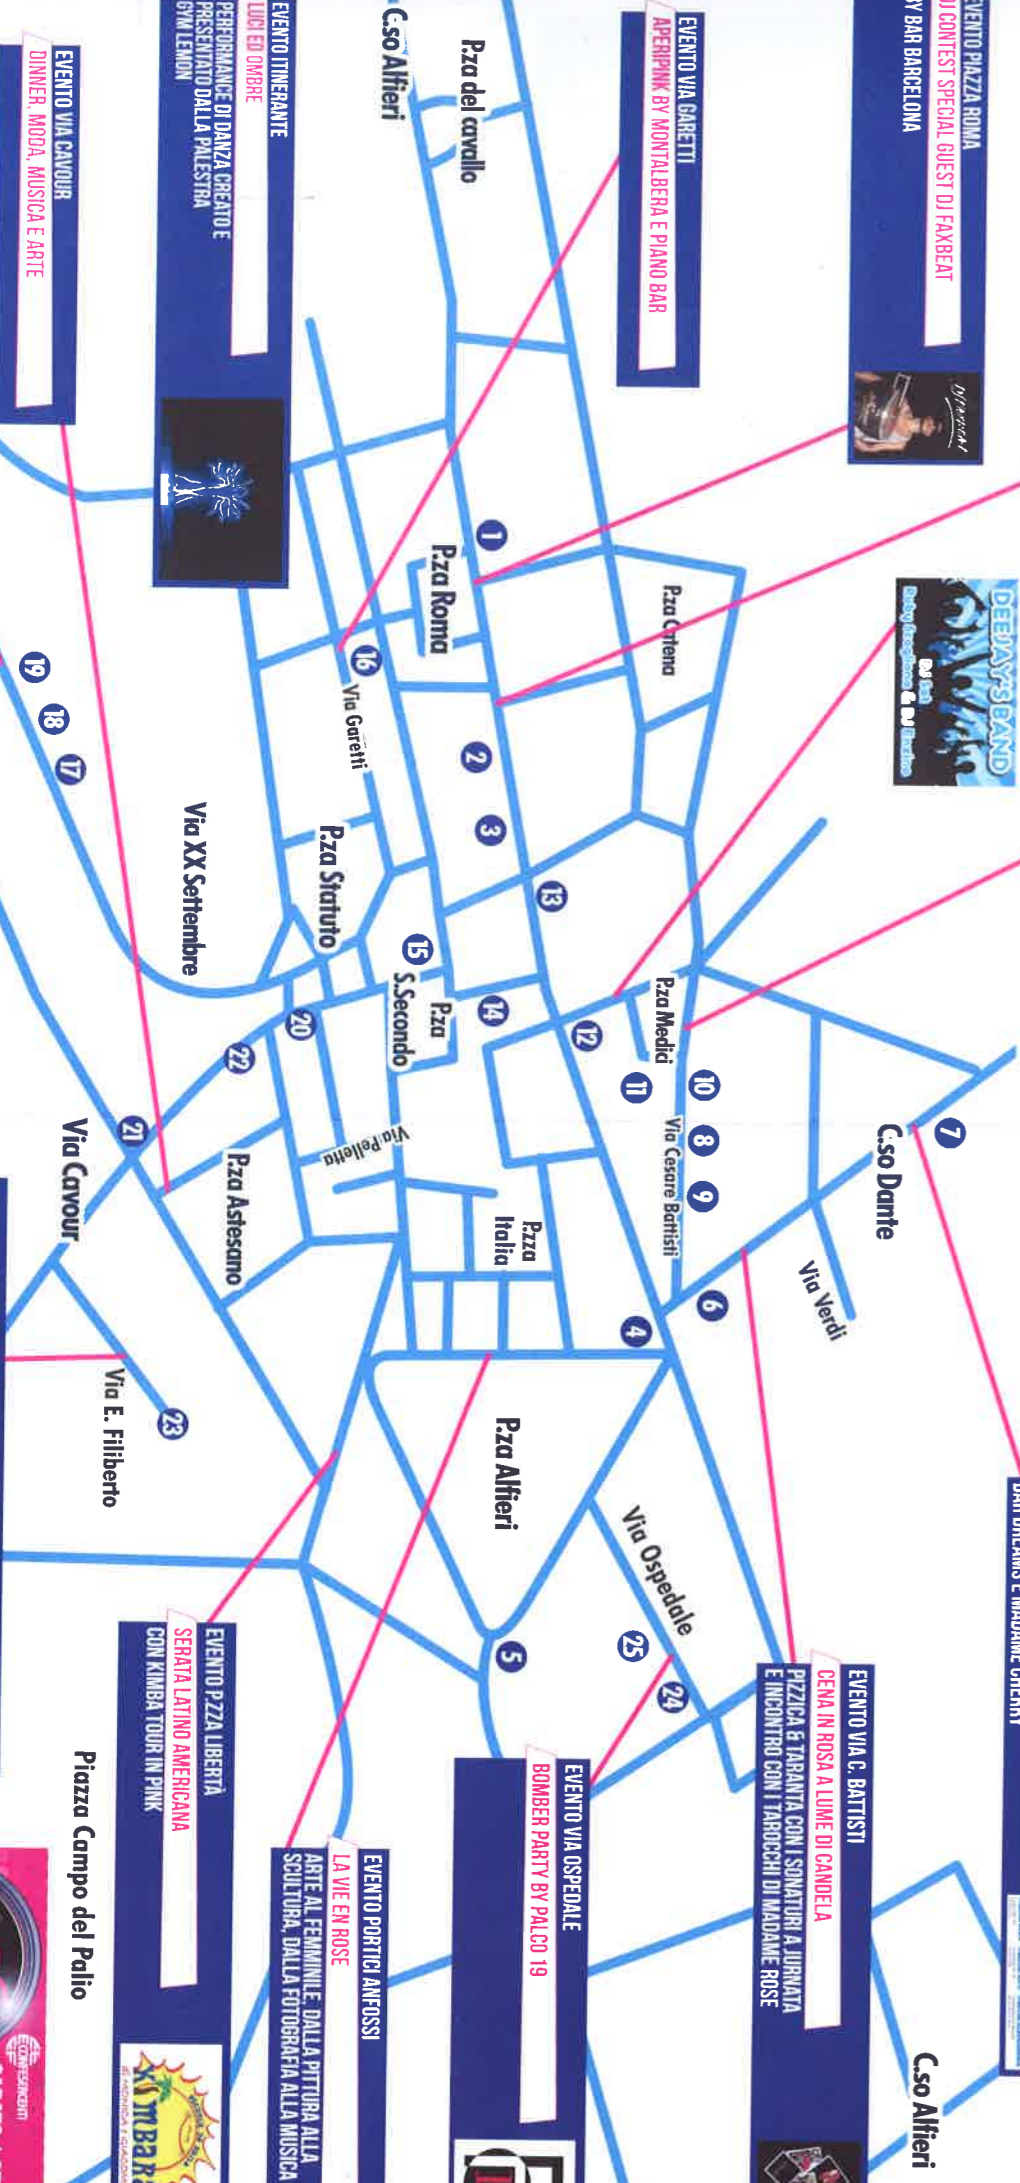 EVENTO PIAZZA ROMA
DJ CONTEST SPECIAL GUEST DJ FAXBEAT
BY BAR BARCELONA
EVENTO VIA GARETTI
APERIPINK BY MONTALBERA E PIANO BAR
P.za del cavallo
C.so Alfieri
EVENTO ITINERANTE
LUCI ED OMBRE
PERFORMANCE DI DANZA CREATO E
PRESENTATO DALLA PALESTRA
GYM LEMON
EVENTO VIA CAVOUR
DINNER, MODA, MUSICA E ARTE
DEEJAY'S BAND
DJ Set
1
P.za Roma
16
Via Garetti
2
3
13
P.za Statuto
15
P.za
S.Secondo
14
12
P.za Medici
11
10
8
9
Via Cesare Battisti
7
C.so Dante
Via Verdi
6
4
19
18
17
Via XX Settembre
20
22
21
Via Cavour
Via Pelletta
P.za Astesano
P.zza
Italia
23
Via E. Filiberto
P.za Alfieri
5
Via Ospedale
25
24
EVENTO VIA C. BATTISTI
CENA IN ROSA A LUME DI CANDELA
PIZZICA & TARANTA CON I SONATURI A JURNATA
E INCONTRO CON I TAROCCHI DI MADAME ROSE
C.so Alfieri
EVENTO VIA OSPEDALE
BOMBER PARTY BY PALCO 19
EVENTO PORTICI ANFOSSI
LA VIE EN ROSE
ARTE AL FEMMINILE, DALLA PITTURA ALLA
SCULTURA, DALLA FOTOGRAFIA ALLA MUSICA
EVENTO P.ZZA LIBERTÀ
SERATA LATINO AMERICANA
CON KIMBA TOUR IN PINK
Piazza Campo del Palio
CONFESERCENTI